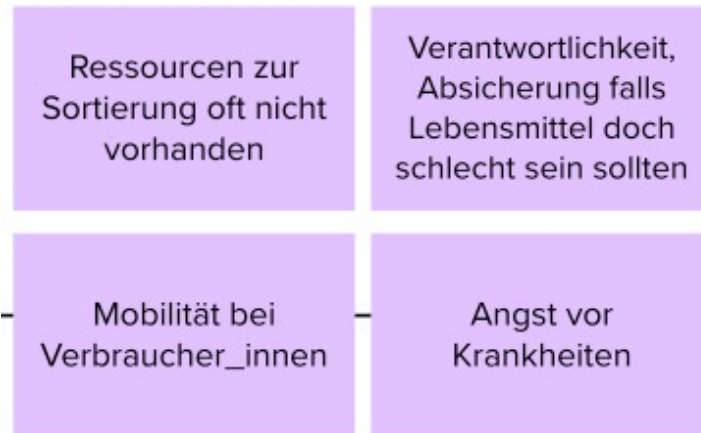 Ressourcen zur
Sortierung oft nicht
vorhanden
Verantwortlichkeit,
Absicherung falls
Lebensmittel doch
schlecht sein sollten
Mobilität bei
Verbraucher_innen
Angst vor
Krankheiten